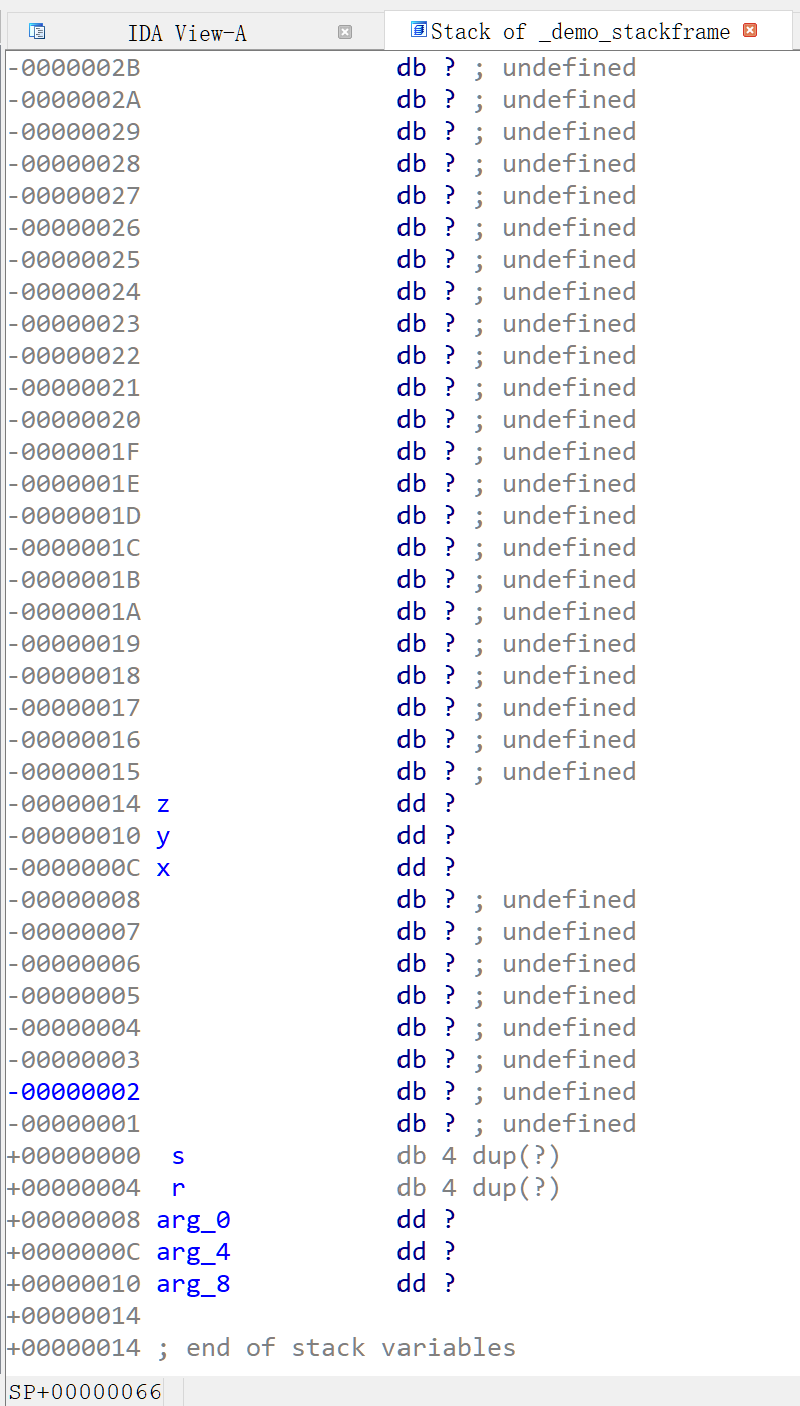 IDA View-A Stack of _demo_stackframe
-0000002B db ? ; undefined
-0000002A db ? ; undefined
-00000029 db ? ; undefined
-00000028 db ? ; undefined
-00000027 db ? ; undefined
-00000026 db ? ; undefined
-00000025 db ? ; undefined
-00000024 db ? ; undefined
-00000023 db ? ; undefined
-00000022 db ? ; undefined
-00000021 db ? ; undefined
-00000020 db ? ; undefined
-0000001F db ? ; undefined
-0000001E db ? ; undefined
-0000001D db ? ; undefined
-0000001C db ? ; undefined
-0000001B db ? ; undefined
-0000001A db ? ; undefined
-00000019 db ? ; undefined
-00000018 db ? ; undefined
-00000017 db ? ; undefined
-00000016 db ? ; undefined
-00000015 db ? ; undefined
-00000014 z dd ?
-00000010 y dd ?
-0000000C x dd ?
-00000008 db ? ; undefined
-00000007 db ? ; undefined
-00000006 db ? ; undefined
-00000005 db ? ; undefined
-00000004 db ? ; undefined
-00000003 db ? ; undefined
-00000002 db ? ; undefined
-00000001 db ? ; undefined
+00000000 s db 4 dup(?)
+00000004 r db 4 dup(?)
+00000008 arg_0 dd ?
+0000000C arg_4 dd ?
+00000010 arg_8 dd ?
+00000014
+00000014 ; end of stack variables
SP+00000066